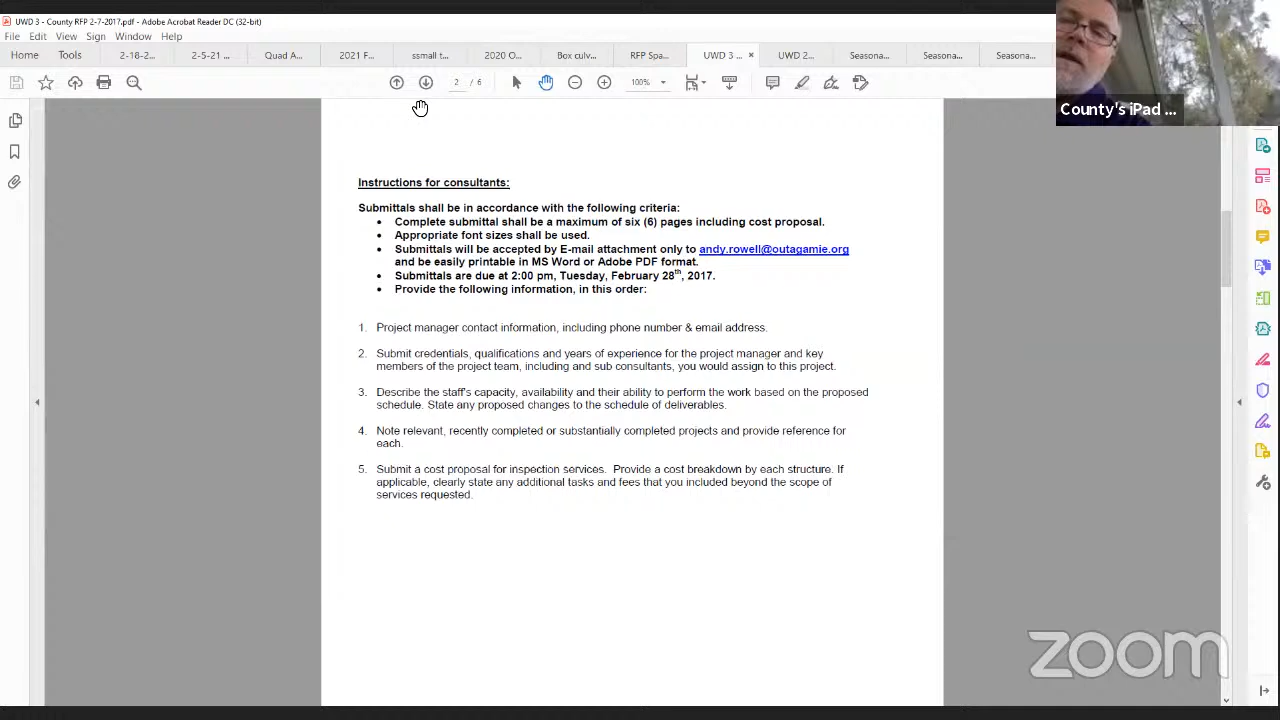 UWD 3 - County RFP 2-7-2017.pdf - Adobe Acrobat Reader DC (32-bit)
File Edit View Sign Window Help
Home Tools 2-18-2... 2-5-21 ... Quad A... 2021 F... ssmall t... 2020 O... Box culv... RFP Spa... UWD 3 ... × UWD 2... Seasona... Seasona... Seasona
2 / 6 100%
County's iPad ...
Instructions for consultants:
Submittals shall be in accordance with the following criteria:
• Complete submittal shall be a maximum of six (6) pages including cost proposal.
• Appropriate font sizes shall be used.
• Submittals will be accepted by E-mail attachment only to andy.rowell@outagamie.org
and be easily printable in MS Word or Adobe PDF format.
• Submittals are due at 2:00 pm, Tuesday, February 28th, 2017.
• Provide the following information, in this order:
1. Project manager contact information, including phone number & email address.
2. Submit credentials, qualifications and years of experience for the project manager and key
members of the project team, including and sub consultants, you would assign to this project.
3. Describe the staff's capacity, availability and their ability to perform the work based on the proposed
schedule. State any proposed changes to the schedule of deliverables.
4. Note relevant, recently completed or substantially completed projects and provide reference for
each.
5. Submit a cost proposal for inspection services. Provide a cost breakdown by each structure. If
applicable, clearly state any additional tasks and fees that you included beyond the scope of
services requested.
zoom